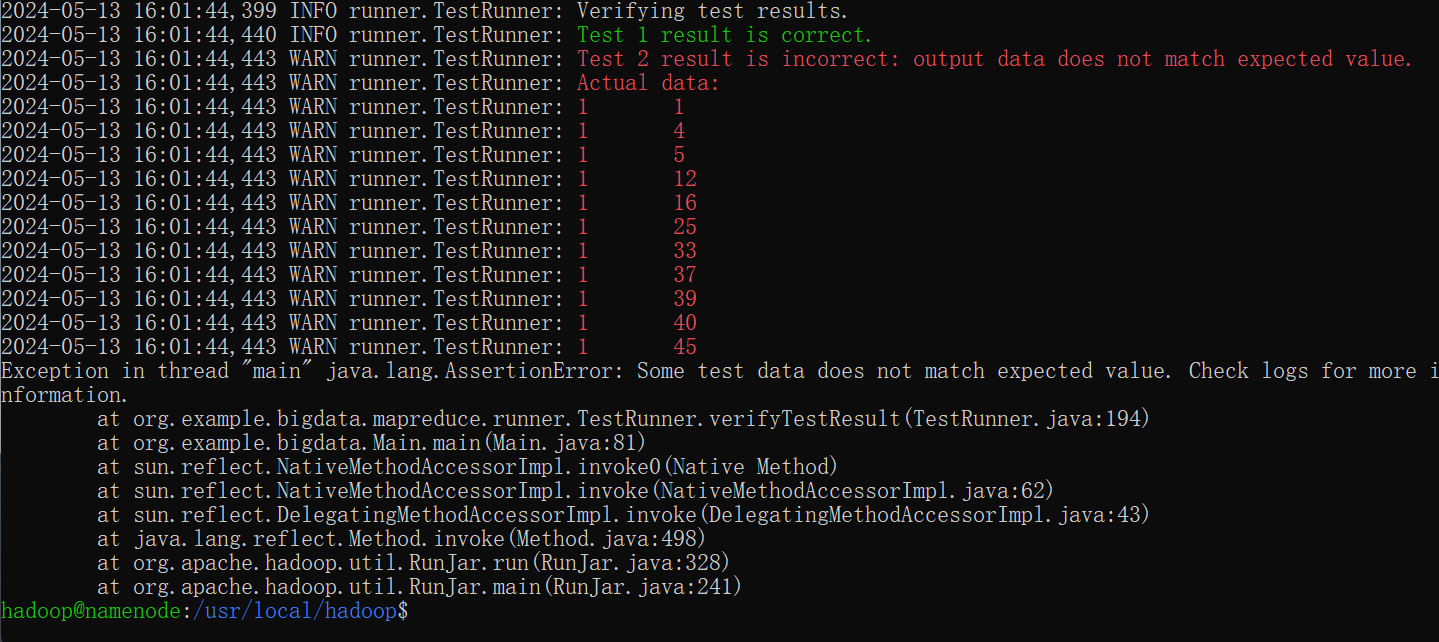 2024-05-13 16:01:44,399 INFO runner.TestRunner: Verifying test results.
2024-05-13 16:01:44,440 INFO runner.TestRunner: Test 1 result is correct.
2024-05-13 16:01:44,443 WARN runner.TestRunner: Test 2 result is incorrect: output data does not match expected value.
2024-05-13 16:01:44,443 WARN runner.TestRunner: Actual data:
2024-05-13 16:01:44,443 WARN runner.TestRunner: 1       1
2024-05-13 16:01:44,443 WARN runner.TestRunner: 1       4
2024-05-13 16:01:44,443 WARN runner.TestRunner: 1       5
2024-05-13 16:01:44,443 WARN runner.TestRunner: 1       12
2024-05-13 16:01:44,443 WARN runner.TestRunner: 1       16
2024-05-13 16:01:44,443 WARN runner.TestRunner: 1       25
2024-05-13 16:01:44,443 WARN runner.TestRunner: 1       33
2024-05-13 16:01:44,443 WARN runner.TestRunner: 1       37
2024-05-13 16:01:44,443 WARN runner.TestRunner: 1       39
2024-05-13 16:01:44,443 WARN runner.TestRunner: 1       40
2024-05-13 16:01:44,443 WARN runner.TestRunner: 1       45
Exception in thread "main" java.lang.AssertionError: Some test data does not match expected value. Check logs for more i
nformation.
        at org.example.bigdata.mapreduce.runner.TestRunner.verifyTestResult(TestRunner.java:194)
        at org.example.bigdata.Main.main(Main.java:81)
        at sun.reflect.NativeMethodAccessorImpl.invoke0(Native Method)
        at sun.reflect.NativeMethodAccessorImpl.invoke(NativeMethodAccessorImpl.java:62)
        at sun.reflect.DelegatingMethodAccessorImpl.invoke(DelegatingMethodAccessorImpl.java:43)
        at java.lang.reflect.Method.invoke(Method.java:498)
        at org.apache.hadoop.util.RunJar.run(RunJar.java:328)
        at org.apache.hadoop.util.RunJar.main(RunJar.java:241)
hadoop@namenode:/usr/local/hadoop$